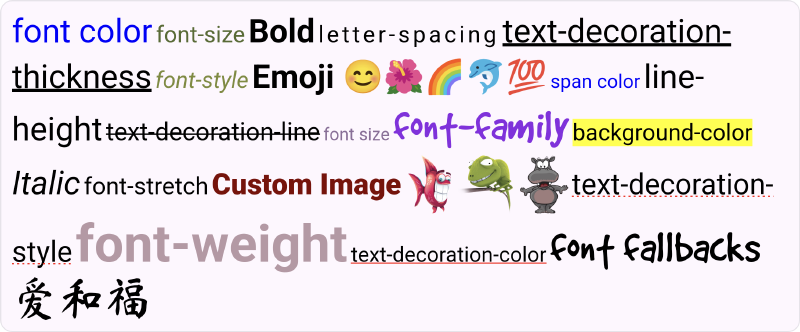 font color font-size Bold letter-spacing text-decoration-
thickness font-style Emoji 😊🌺🌈🐬💯 span color line-
height text-decoration-line font size font-family background-color
Italic font-stretch Custom Image text-decoration-
style font-weight text-decoration-color font fallbacks
爱和福